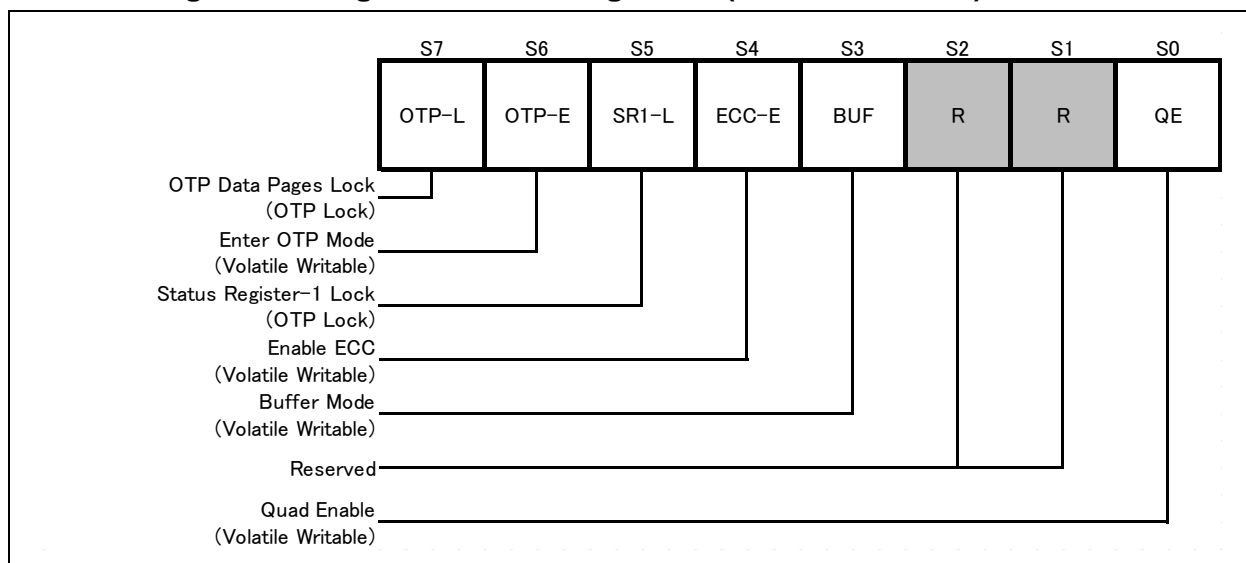 S7 S6 S5 S4 S3 S2 S1 S0
OTP-L OTP-E SR1-L ECC-E BUF R R QE
OTP Data Pages Lock
(OTP Lock)
Enter OTP Mode
(Volatile Writable)
Status Register-1 Lock
(OTP Lock)
Enable ECC
(Volatile Writable)
Buffer Mode
(Volatile Writable)
Reserved
Quad Enable
(Volatile Writable)